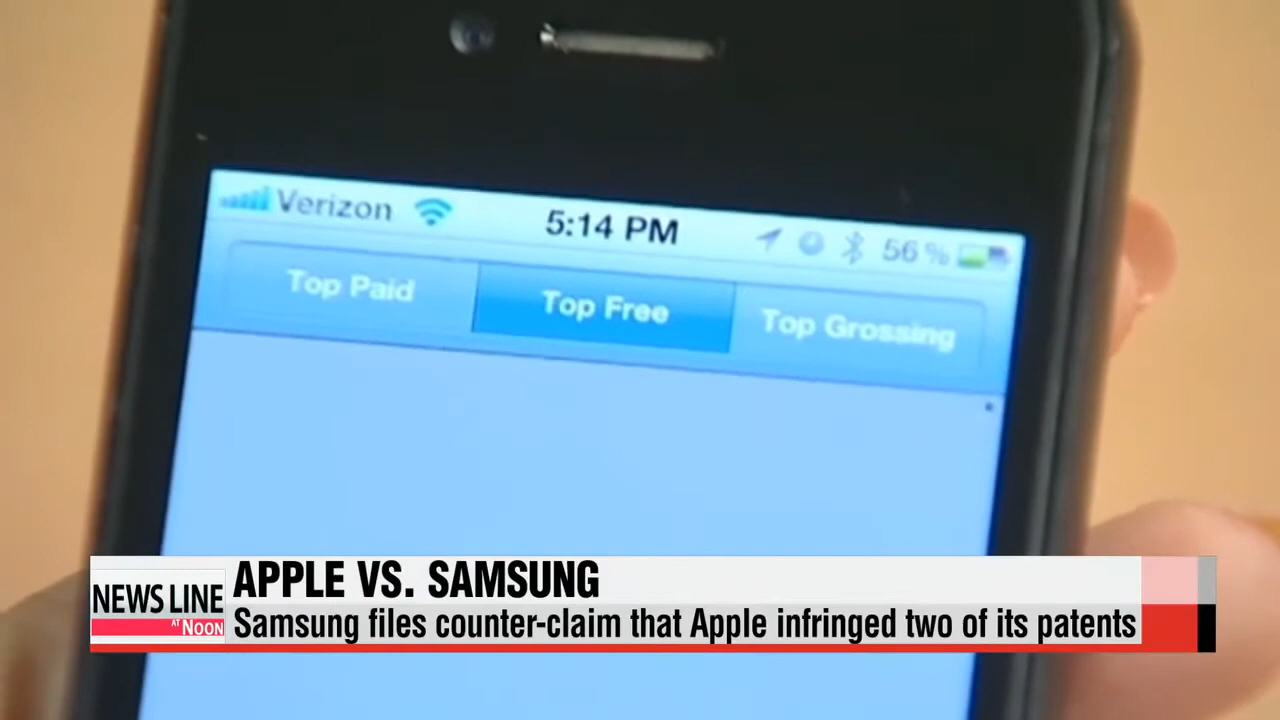 Verizon 5:14 PM 56%
Top Paid Top Free Top Grossing
APPLE VS. SAMSUNG
NEWS LINE
AT NOON
Samsung files counter-claim that Apple infringed two of its patents